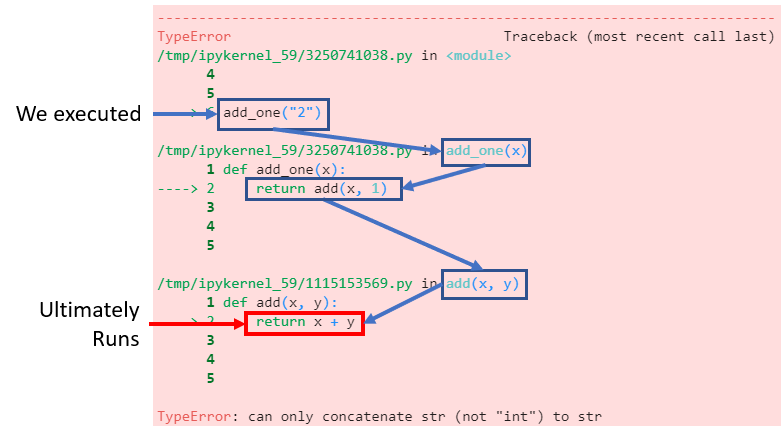 ---------------------------------------------------------------------------
TypeError Traceback (most recent call last)
/tmp/ipykernel_59/3250741038.py in <module>
4
5
We executed > 6 add_one("2")
/tmp/ipykernel_59/3250741038.py in add_one(x)
1 def add_one(x):
----> 2 return add(x, 1)
3
4
5
/tmp/ipykernel_59/1115153569.py in add(x, y)
Ultimately 1 def add(x, y):
Runs > 2 return x + y
3
4
5
TypeError: can only concatenate str (not "int") to str